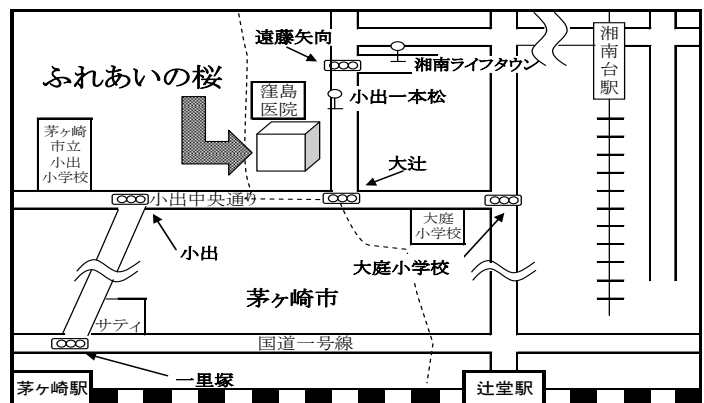 遠藤矢向
湘南台駅
湘南ライフタウン
ふれあいの桜
窪島
医院
小出一本松
茅ヶ崎
市立
小出
小学校
大辻
小出中央通り
大庭
小学校
小出
大庭小学校
茅ヶ崎市
サティ
国道一号線
一里塚
茅ヶ崎駅
辻堂駅